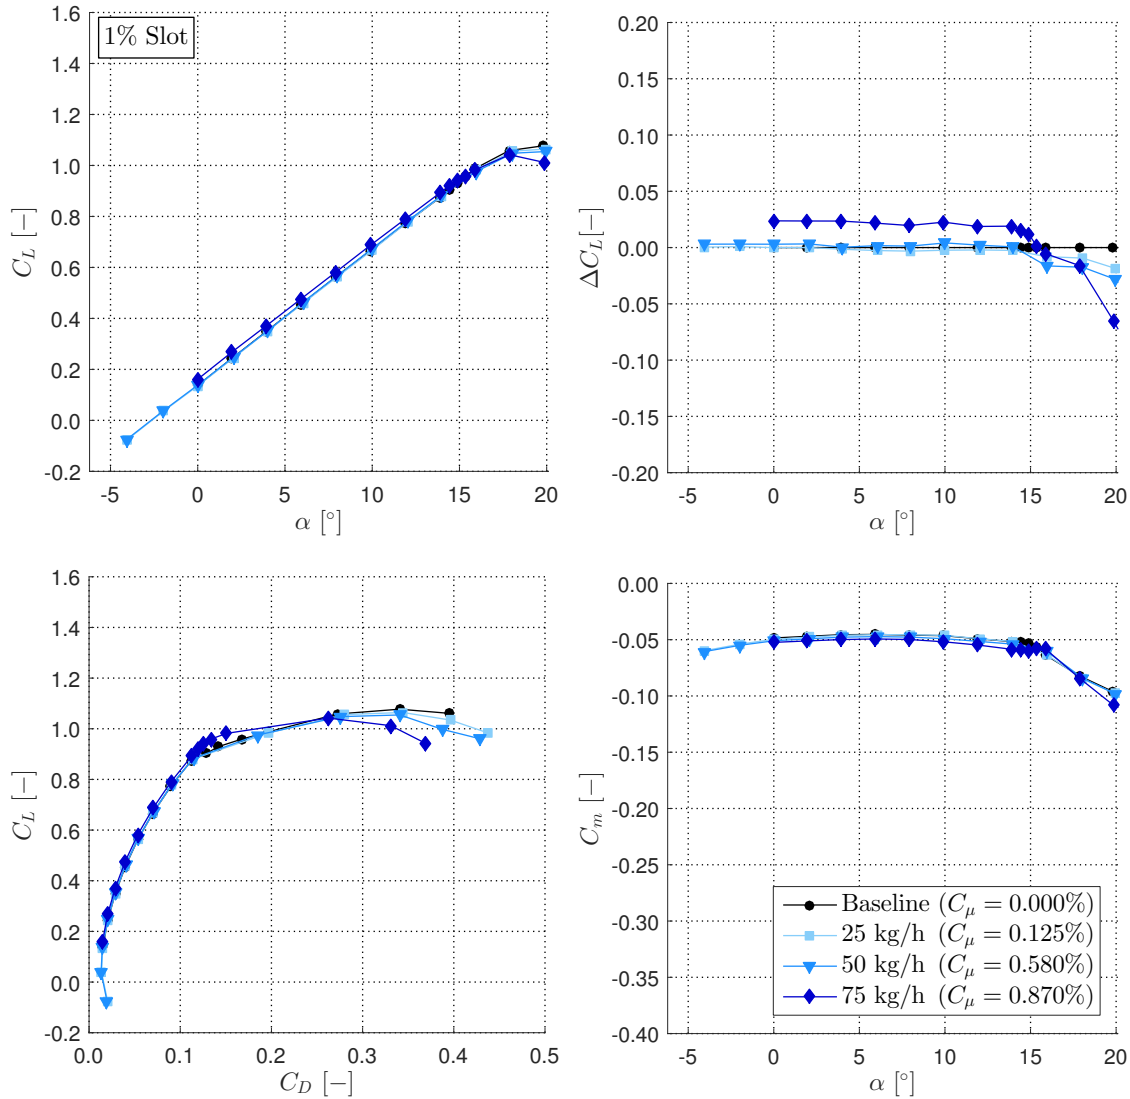 1% Slot
1.6
1.4
1.2
1.0
0.8
0.6
0.4
0.2
0.0
-0.2
C_L [−]
-5 0 5 10 15 20
α [°]
0.20
0.15
0.10
0.05
0.00
-0.05
-0.10
-0.15
-0.20
ΔC_L [−]
-5 0 5 10 15 20
α [°]
1.6
1.4
1.2
1.0
0.8
0.6
0.4
0.2
0.0
-0.2
C_L [−]
0.0 0.1 0.2 0.3 0.4 0.5
C_D [−]
0.00
-0.05
-0.10
-0.15
-0.20
-0.25
-0.30
-0.35
-0.40
C_m [−]
Baseline (C_μ = 0.000%)
25 kg/h (C_μ = 0.125%)
50 kg/h (C_μ = 0.580%)
75 kg/h (C_μ = 0.870%)
-5 0 5 10 15 20
α [°]